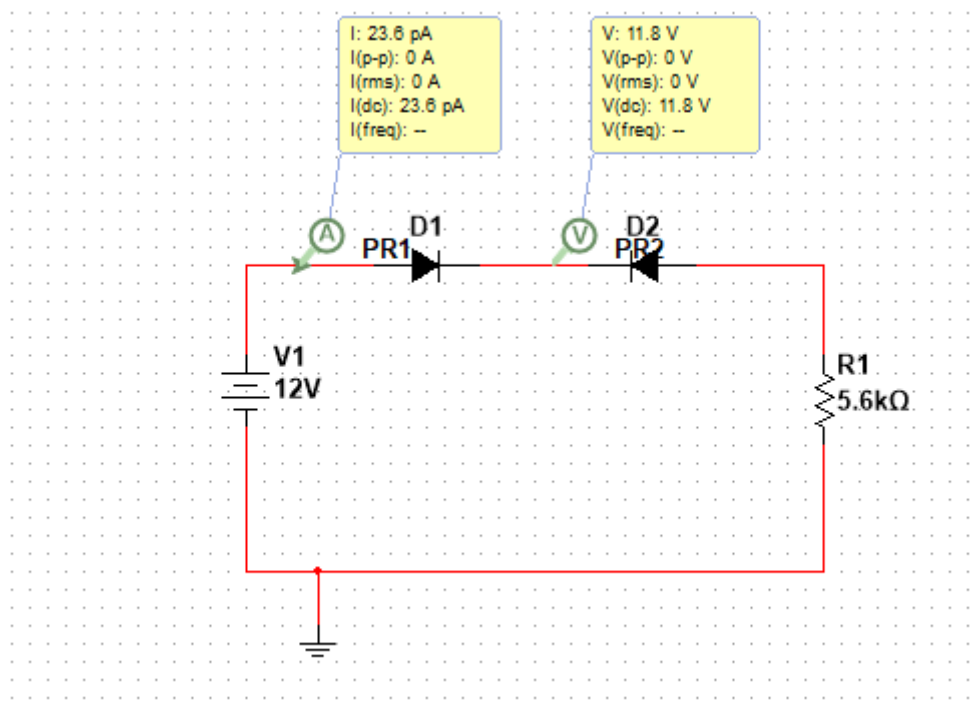 I: 23.6 pA
I(p-p): 0 A
I(rms): 0 A
I(dc): 23.6 pA
I(freq): --
V: 11.8 V
V(p-p): 0 V
V(rms): 0 V
V(dc): 11.8 V
V(freq): --
A
D1
PR1
V
D2
PR2
V1
12V
R1
5.6kΩ